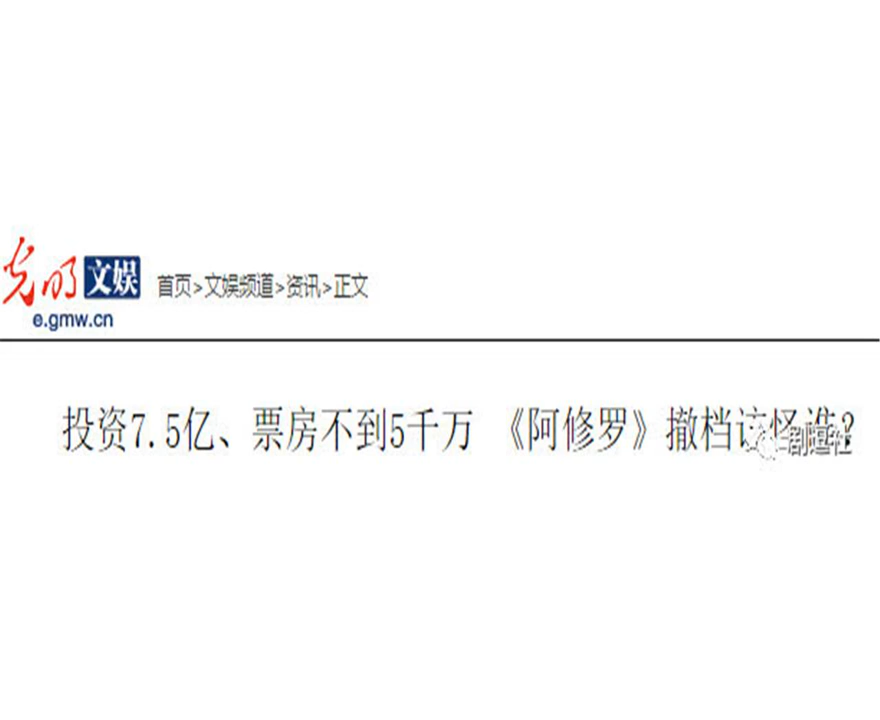 光明 文娱 首页>文娱频道>资讯>正文
e.gmw.cn
投资7.5亿、票房不到5千万 《阿修罗》撤档该怪谁?